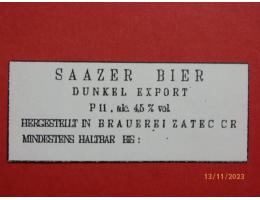 SAAZER BIER
DUNKEL EXPORT
P 11 , alc. 4,5 % vol.
HERGESTELLT IN BRAUEREI ZATEC CR
MINDESTENS HALTBAR BIS :
13/11/2023